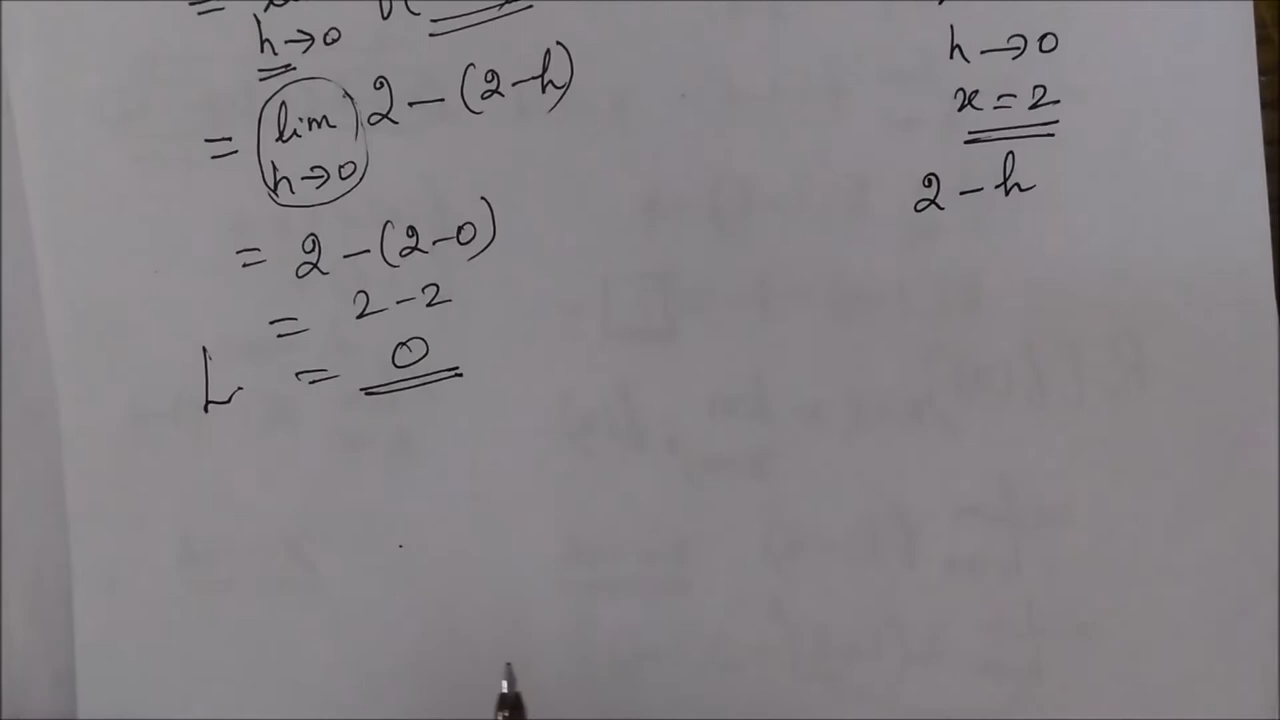 =
h→0
= lim 2-(2-h)
h→0
= 2-(2-0)
= 2-2
L = 0
h→0
x=2
2-h